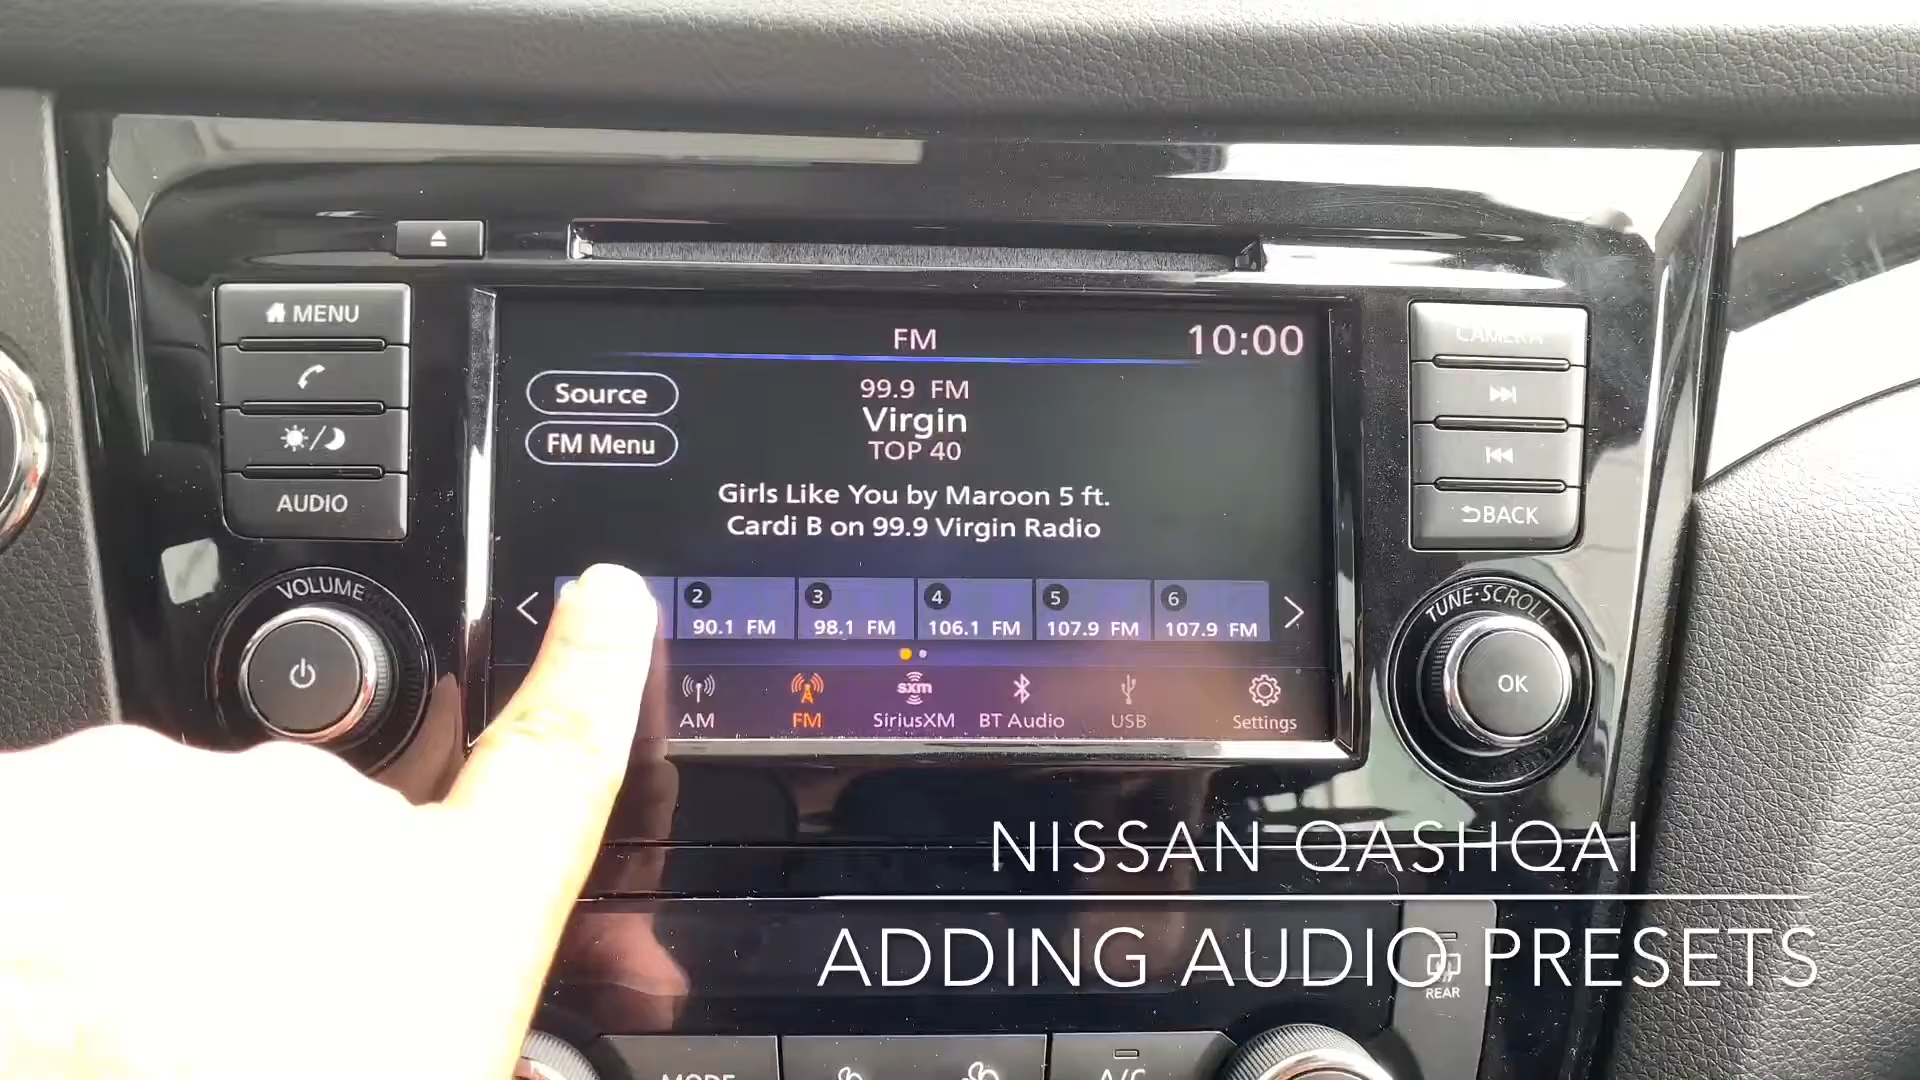 MENU
AUDIO
VOLUME
FM
10:00
Source
FM Menu
99.9 FM
Virgin
TOP 40
Girls Like You by Maroon 5 ft.
Cardi B on 99.9 Virgin Radio
2
90.1 FM
3
98.1 FM
4
106.1 FM
5
107.9 FM
6
107.9 FM
AM
FM
sxm
SiriusXM
BT Audio
USB
Settings
CAMERA
BACK
TUNE·SCROLL
OK
NISSAN QASHQAI
ADDING AUDIO PRESETS
REAR
MODE
A/C